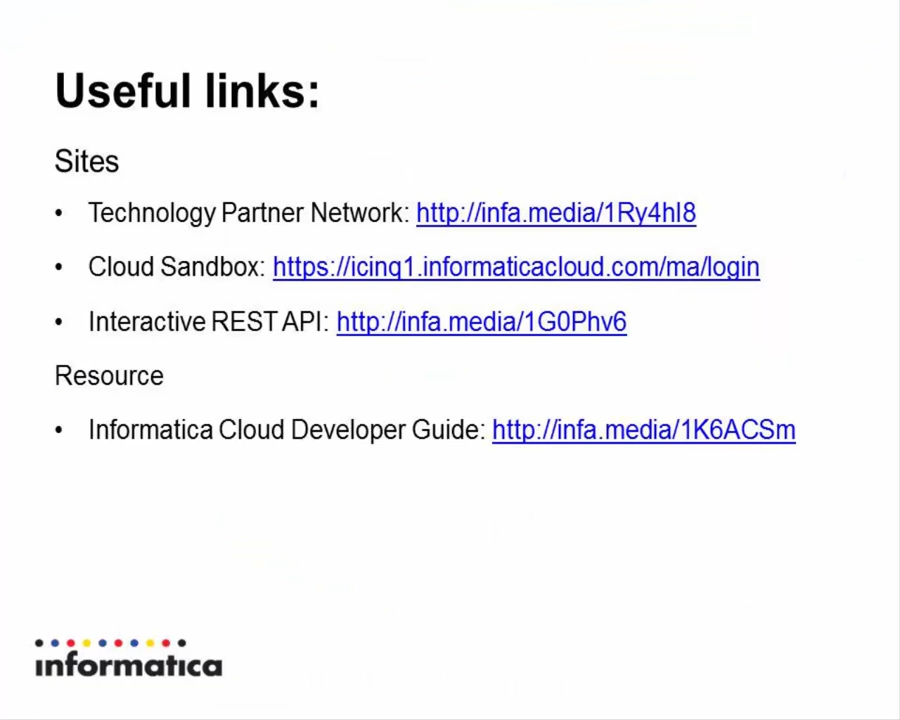 Useful links:
Sites
• Technology Partner Network: http://infa.media/1Ry4hI8
• Cloud Sandbox: https://icinq1.informaticacloud.com/ma/login
• Interactive REST API: http://infa.media/1G0Phv6
Resource
• Informatica Cloud Developer Guide: http://infa.media/1K6ACSm
informatica